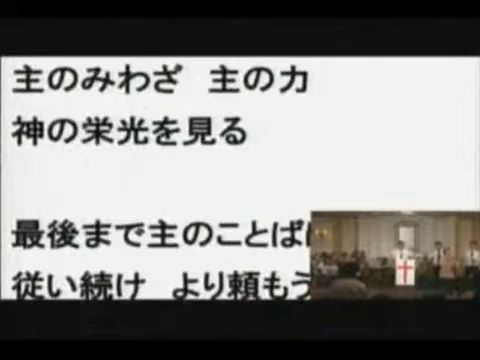 主のみわざ 主の力
神の栄光を見る
最後まで主のことば
従い続け より頼もう